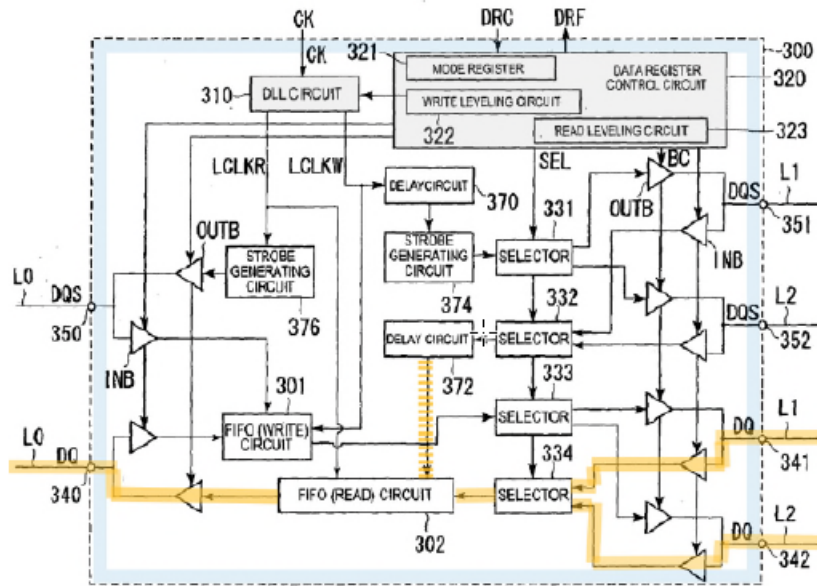 CK DRC DRF
321 300
CK MODE REGISTER DATA REGISTER CONTROL CIRCUIT 320
310 DLL CIRCUIT WRITE LEVELING CIRCUIT
322 READ LEVELING CIRCUIT 323
LCLKR LCLKW SEL BC L1
DELAY CIRCUIT 370 331 OUTB DQS
OUTB 351
L0 STROBE GENERATING CIRCUIT STROBE GENERATING CIRCUIT SELECTOR INB
DQS 376 374 332 L2
350 DELAY CIRCUIT SELECTOR DQS
INB 372 352
301 333
L0 FIFO (WRITE) CIRCUIT SELECTOR L1
DQ 334 DQ
340 FIFO (READ) CIRCUIT SELECTOR 341
302 L2
DQ
342